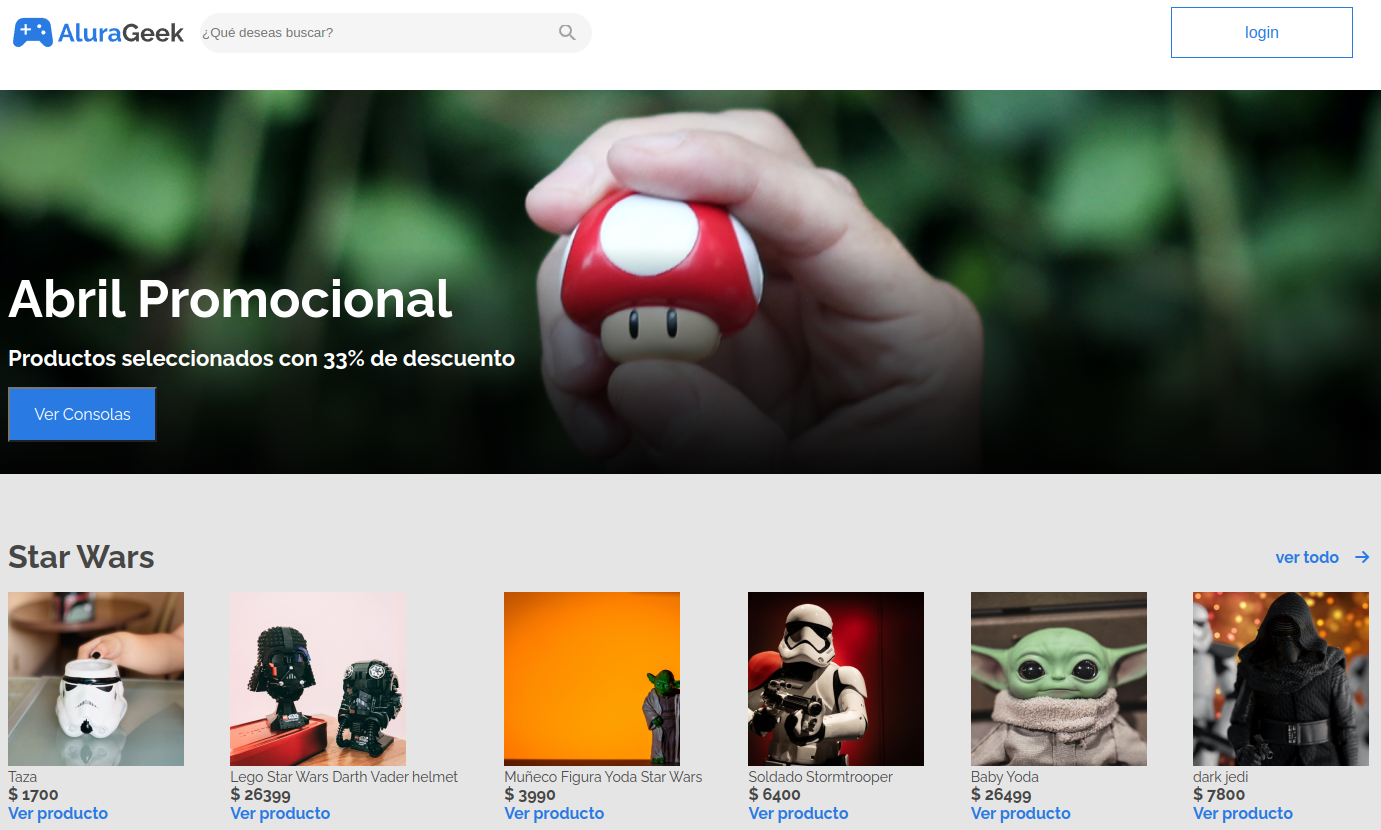 AluraGeek
¿Qué deseas buscar?
login
Abril Promocional
Productos seleccionados con 33% de descuento
Ver Consolas
Star Wars
ver todo
Taza
$ 1700
Ver producto
Lego Star Wars Darth Vader helmet
$ 26399
Ver producto
Muñeco Figura Yoda Star Wars
$ 3990
Ver producto
Soldado Stormtrooper
$ 6400
Ver producto
Baby Yoda
$ 26499
Ver producto
dark jedi
$ 7800
Ver producto